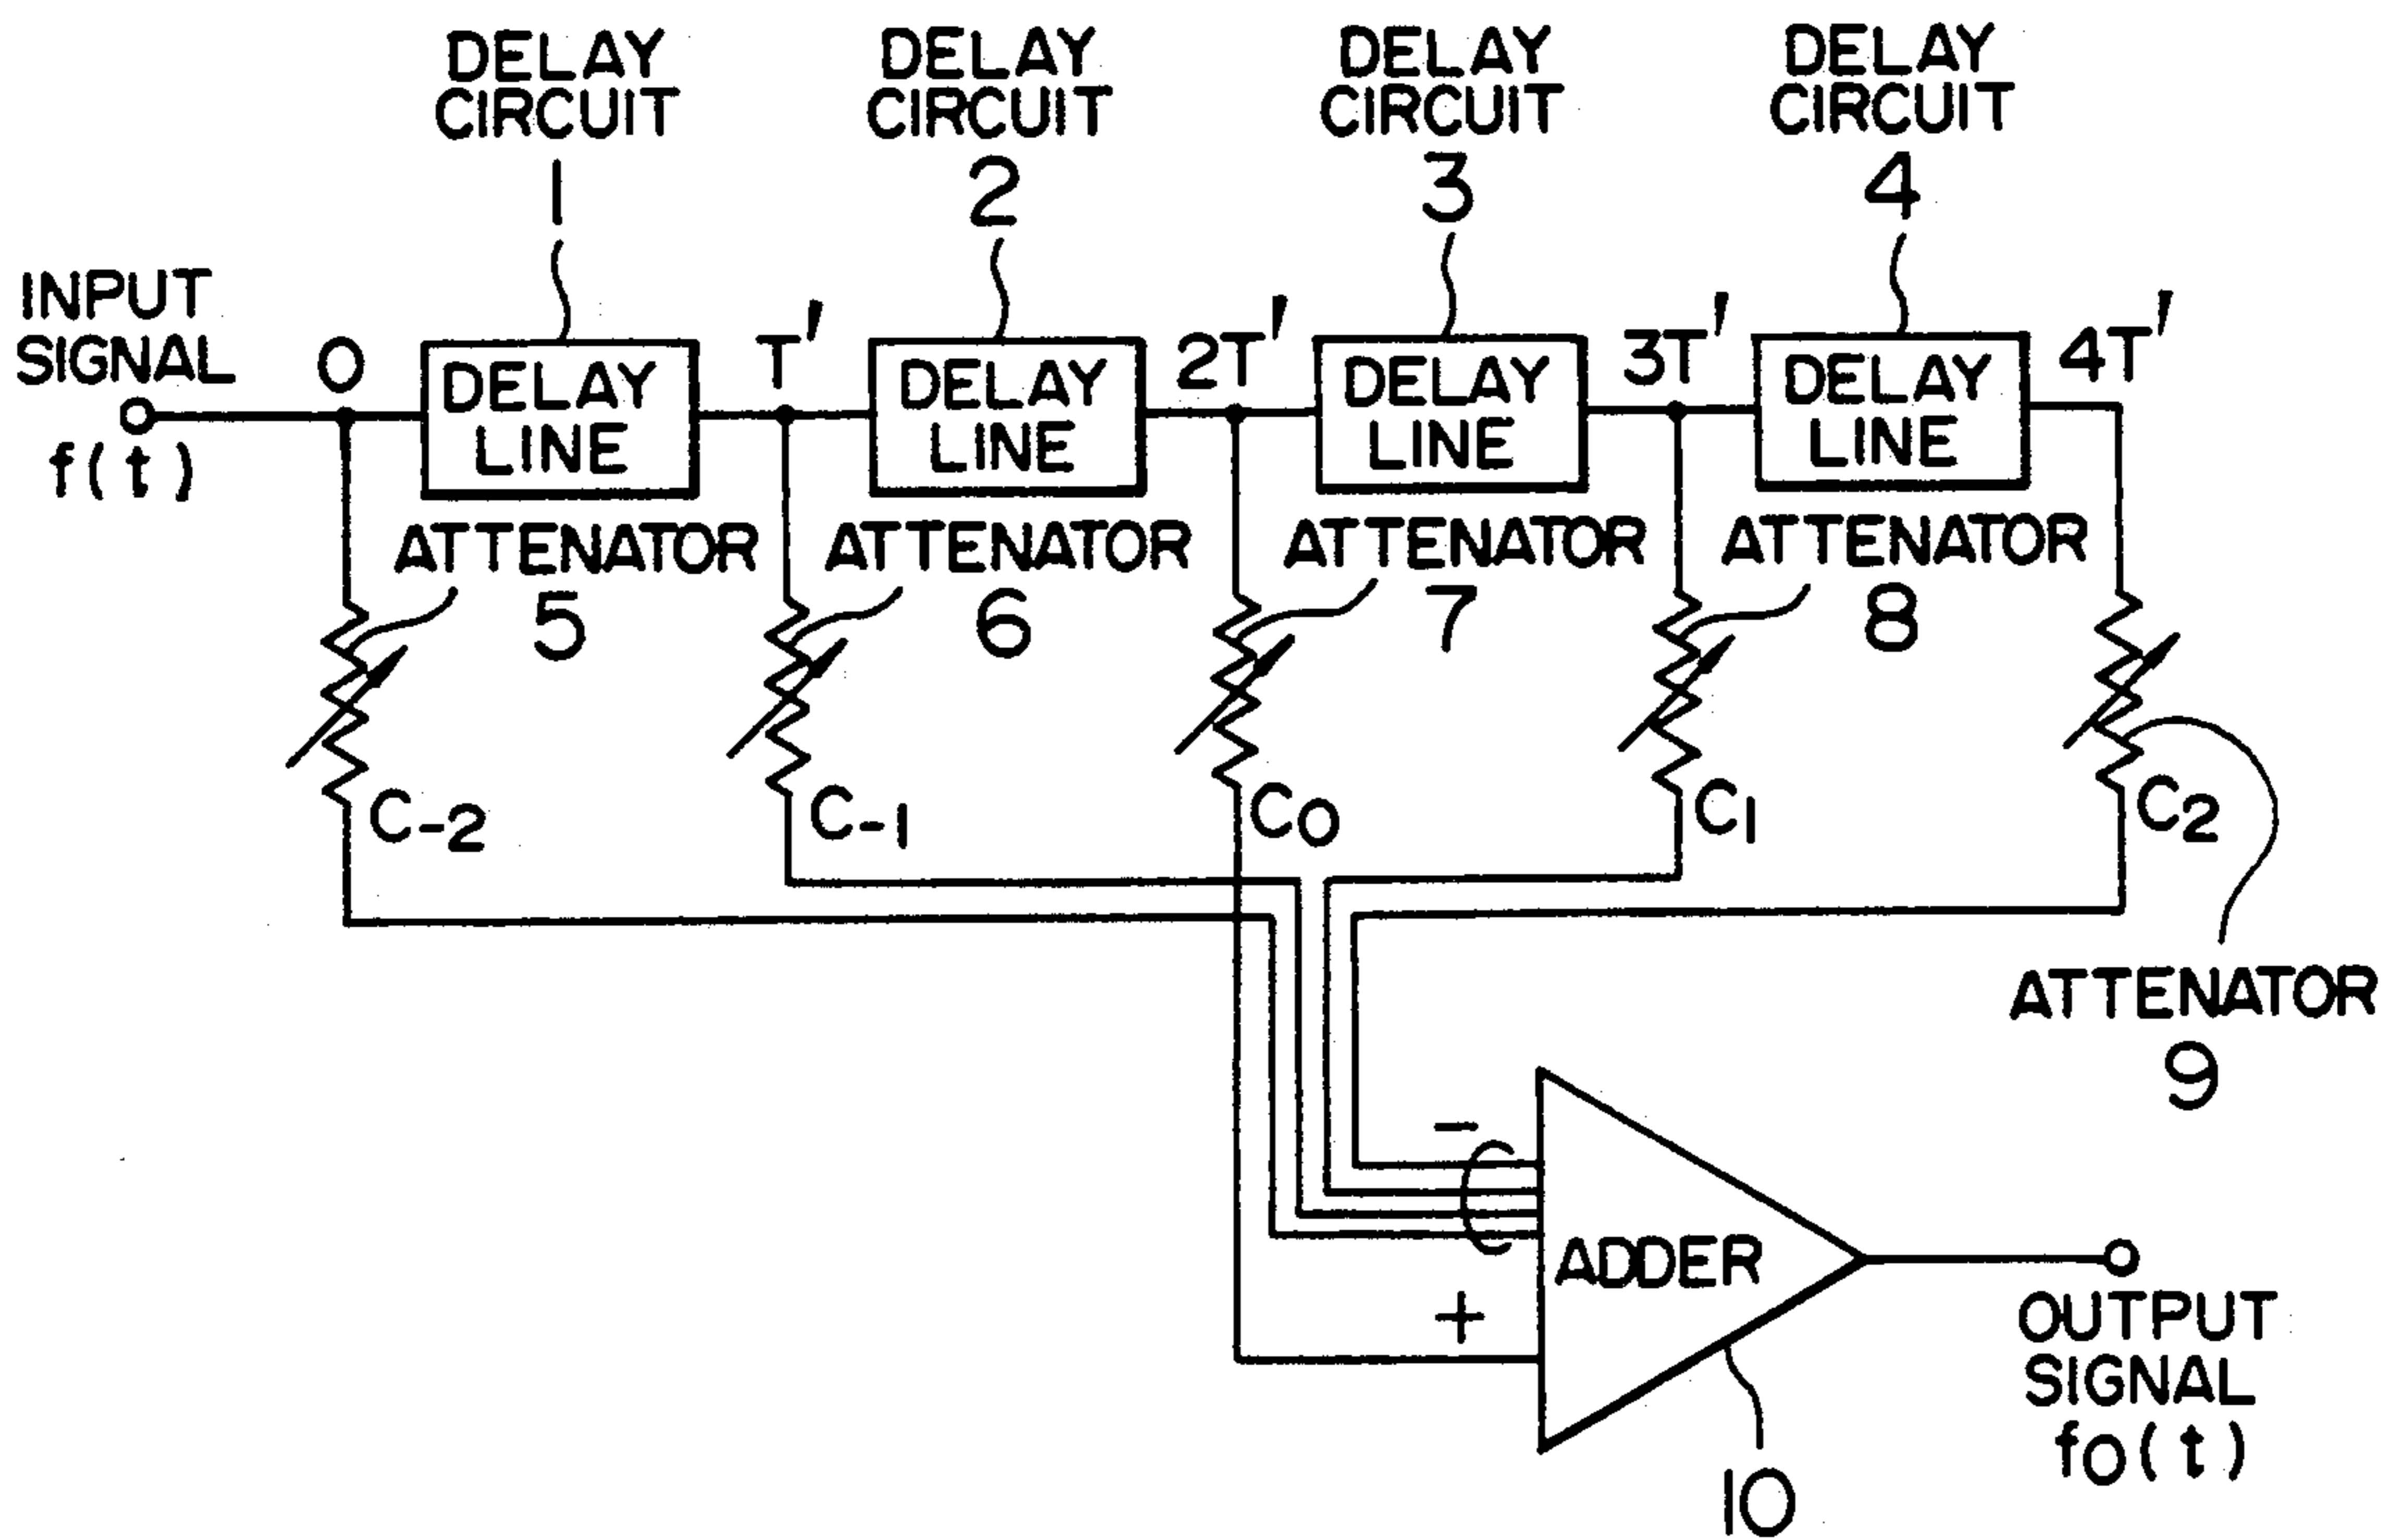 DELAY
CIRCUIT
1
DELAY
CIRCUIT
2
DELAY
CIRCUIT
3
DELAY
CIRCUIT
4
INPUT
SIGNAL
f(t)
0
DELAY
LINE
T'
DELAY
LINE
2T'
DELAY
LINE
3T'
DELAY
LINE
4T'
ATTENATOR
5
ATTENATOR
6
ATTENATOR
7
ATTENATOR
8
C-2
C-1
C0
C1
C2
ATTENATOR
9
-
ADDER
+
10
OUTPUT
SIGNAL
fo(t)